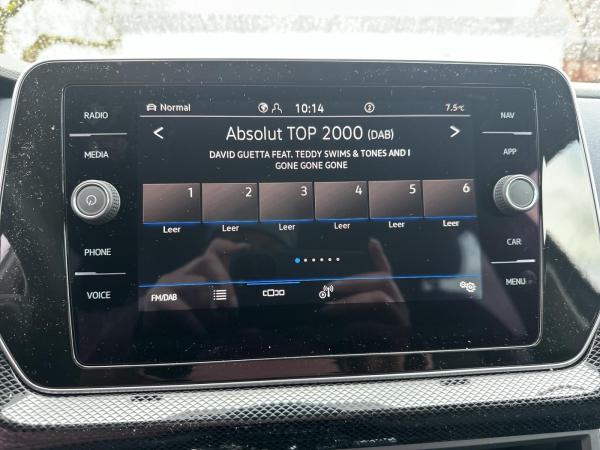 RADIO
MEDIA
PHONE
VOICE
Normal
10:14
2
7.5°C
< Absolut TOP 2000 (DAB) >
DAVID GUETTA FEAT. TEDDY SWIMS & TONES AND I
GONE GONE GONE
1 2 3 4 5 6
Leer Leer Leer Leer Leer Leer
FM/DAB
NAV
APP
CAR
MENU